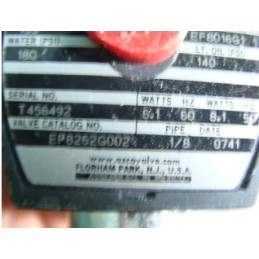 EF8016G1
WATER (PSI) LT. OIL (PSI)
180 140
SERIAL NO. WATTS HZ WATTS HZ
T456492 6.1 60 8.1 50
VALVE CATALOG NO. PIPE DATE
EF8262G002 1/8 0741
www.ascovalve.com
FLORHAM PARK, N.J., U.S.A.